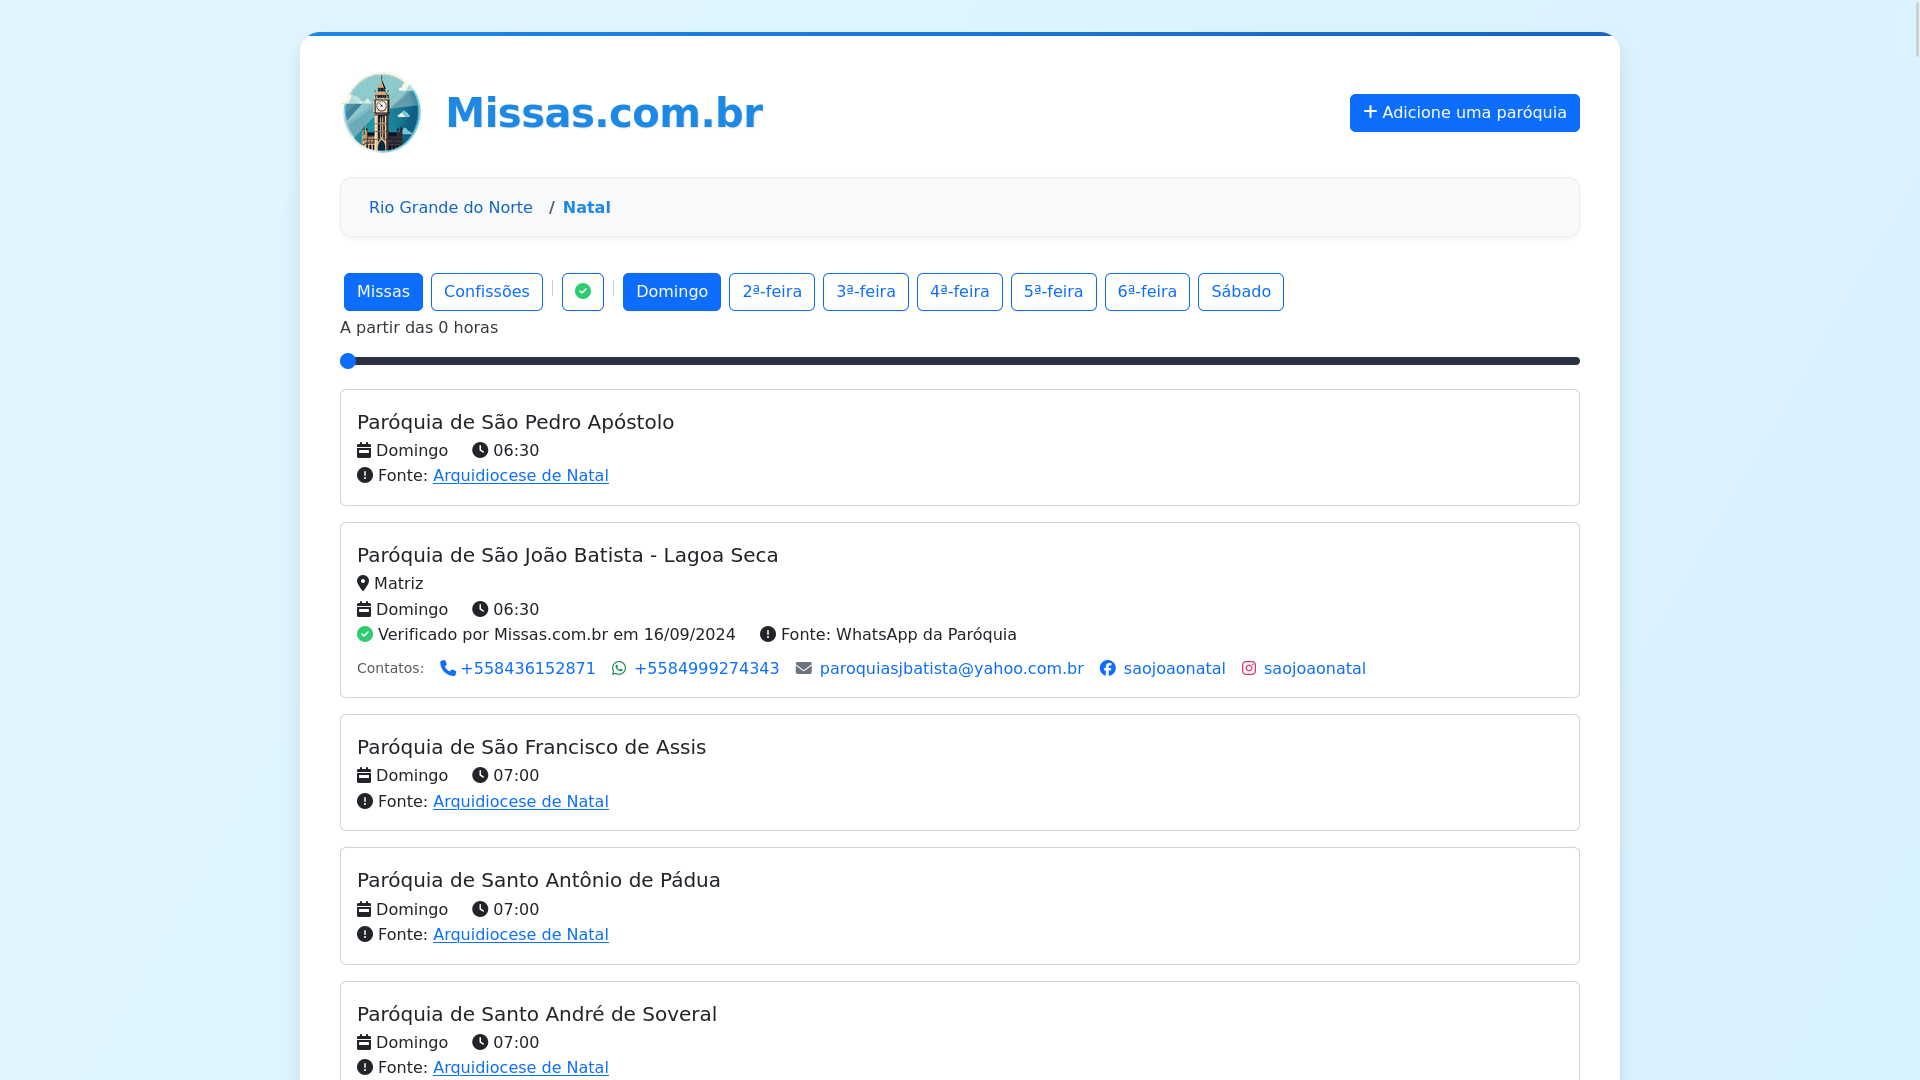 Missas.com.br
Adicione uma paróquia
Rio Grande do Norte / Natal
Missas Confissões Domingo 2ª-feira 3ª-feira 4ª-feira 5ª-feira 6ª-feira Sábado
A partir das 0 horas
Paróquia de São Pedro Apóstolo
Domingo 06:30
Fonte: Arquidiocese de Natal
Paróquia de São João Batista - Lagoa Seca
Matriz
Domingo 06:30
Verificado por Missas.com.br em 16/09/2024 Fonte: WhatsApp da Paróquia
Contatos: +558436152871 +5584999274343 paroquiasjbatista@yahoo.com.br saojoaonatal saojoaonatal
Paróquia de São Francisco de Assis
Domingo 07:00
Fonte: Arquidiocese de Natal
Paróquia de Santo Antônio de Pádua
Domingo 07:00
Fonte: Arquidiocese de Natal
Paróquia de Santo André de Soveral
Domingo 07:00
Fonte: Arquidiocese de Natal